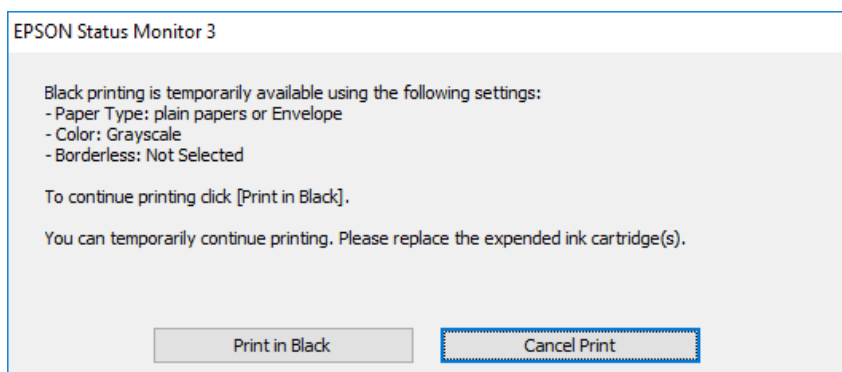 EPSON Status Monitor 3
Black printing is temporarily available using the following settings:
- Paper Type: plain papers or Envelope
- Color: Grayscale
- Borderless: Not Selected
To continue printing click [Print in Black].
You can temporarily continue printing. Please replace the expended ink cartridge(s).
Print in Black
Cancel Print